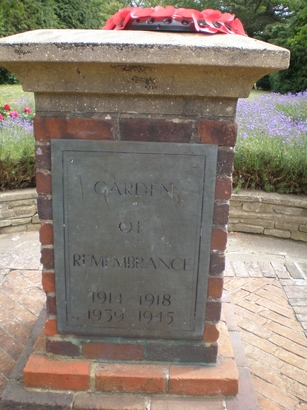 GARDEN
OF
REMEMBRANCE
1914 1918
1939 1945